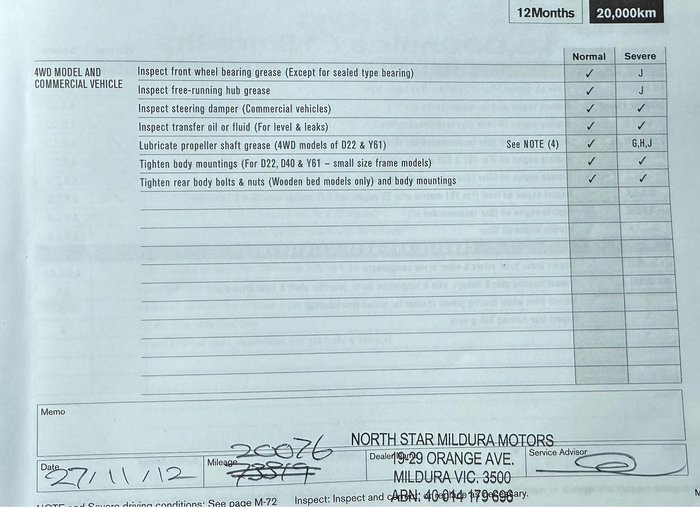 12Months 20,000km
Normal Severe
4WD MODEL AND
COMMERCIAL VEHICLE
Inspect front wheel bearing grease (Except for sealed type bearing) ✓ J
Inspect free-running hub grease ✓ J
Inspect steering damper (Commercial vehicles) ✓ ✓
Inspect transfer oil or fluid (For level & leaks) ✓ ✓
Lubricate propeller shaft grease (4WD models of D22 & Y61) See NOTE (4) ✓ G,H,J
Tighten body mountings (For D22, D40 & Y61 – small size frame models) ✓ ✓
Tighten rear body bolts & nuts (Wooden bed models only) and body mountings ✓ ✓
Memo
20076
NORTH STAR MILDURA MOTORS
Date 27/11/12 Mileage Dealer 19-29 ORANGE AVE. Service Advisor
MILDURA VIC. 3500
NOTE and Severe driving conditions: See page M-72 Inspect: Inspect and ABN: 40 014 179 696